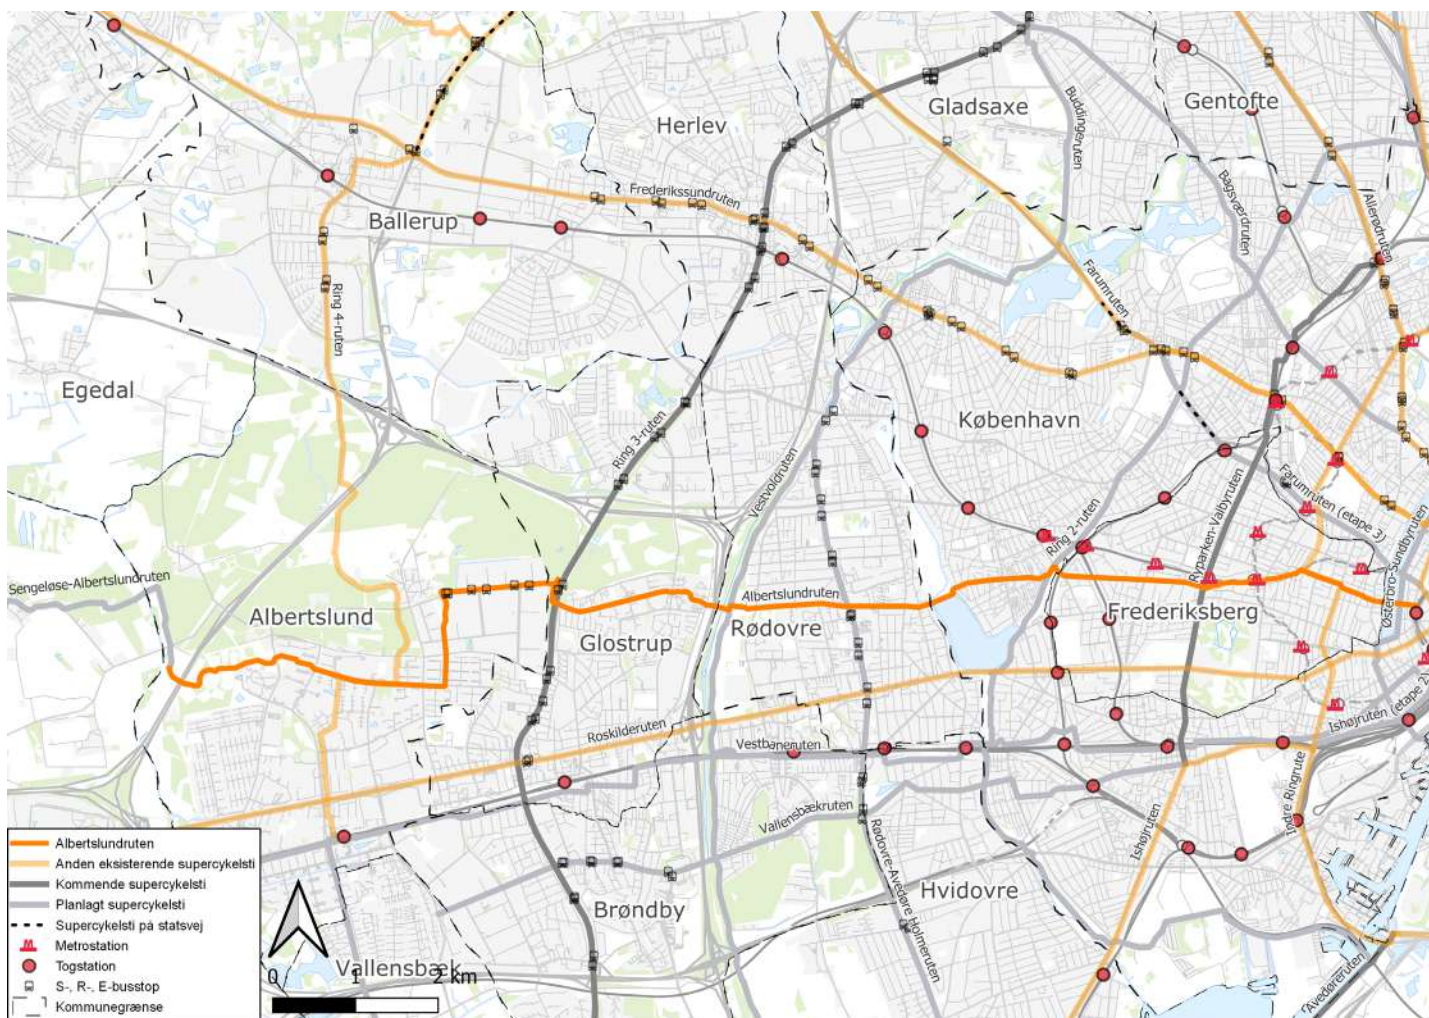 Herlev
Gladsaxe
Gentofte
Buddingeruten
Bagsværdruten
Allerødruten
Frederikssundruten
Ballerup
Ring 4-ruten
Farumruten
Egedal
København
Ring 3-ruten
Vestvoldruten
Ring 2-ruten
Ryparken-Valbyruten
Farumruten (etape 3)
Østerbro-Sundbyruten
Sengeløse-Albertslundruten
Albertslund
Albertslundruten
Glostrup
Rødovre
Frederiksberg
Roskilderuten
Vestbaneruten
Ishøjruten (etape 2)
Vallensbækruten
Rødovre-Avedøre Holmeruten
Ishøjruten
Indre Ringrute
Hvidovre
Brøndby
Vallensbæk
Avedøreruten
0 1 2 km
Albertslundruten
Anden eksisterende supercykelsti
Kommende supercykelsti
Planlagt supercykelsti
Supercykelsti på statsvej
Metrostation
Togstation
S-, R-, E-busstop
Kommunegrænse